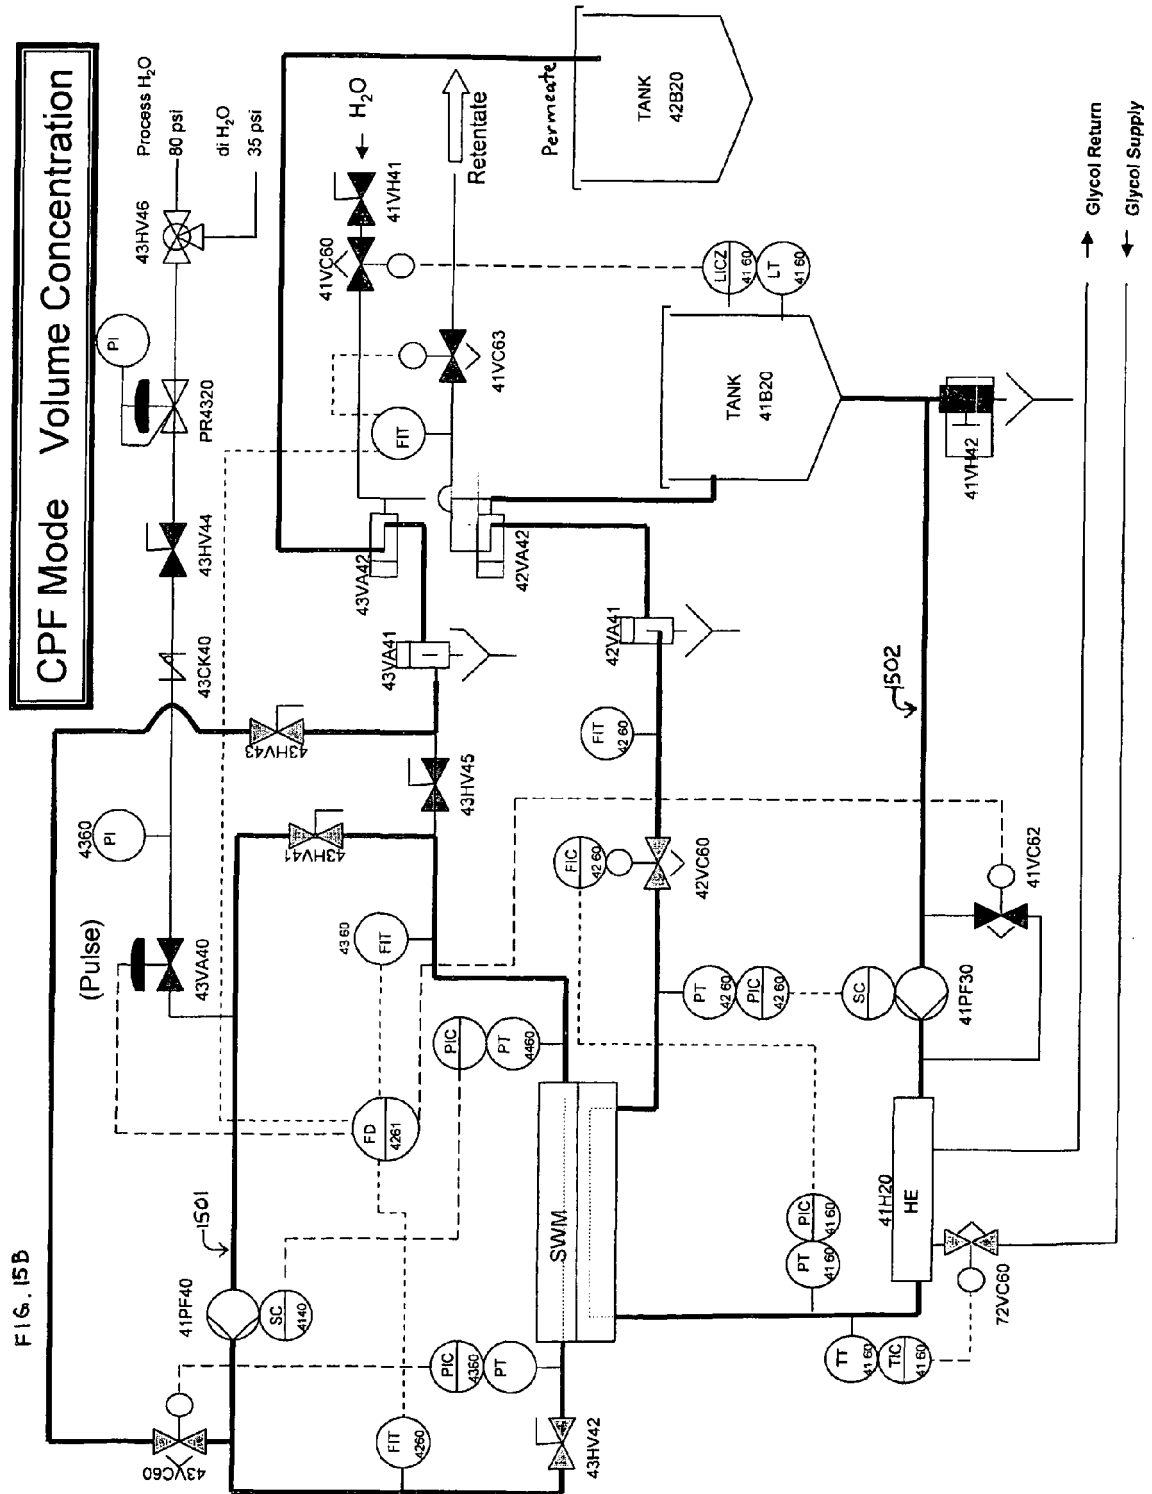 FIG. 15B
CPF Mode Volume Concentration
Process H₂O
80 psi
di H₂O
35 psi
43HV46
PI
PR4320
43HV44
43CK40
4360
PI
(Pulse)
43VA40
H₂O
41VH41
41VC60
Retentate
41VC63
FIT
Permeate
TANK
42B20
43VA42
42VA42
43VA41
42VA41
LICZ
41 60
LT
41 60
TANK
41B20
41VH42
Glycol Return
Glycol Supply
43HV43
43HV45
43HV41
FIT
42 60
1502
FIC
42 60
42VC60
41VC62
43 60
FIT
PT
42 60
PIC
42 60
SC
41PF30
PIC
PT
4460
FD
4261
1501
41PF40
SC
4140
SWM
PIC
41 60
PT
41 60
41H20
HE
72VC60
TT
41 60
TIC
41 60
PIC
4360
PT
43VC60
FIT
4260
43HV42